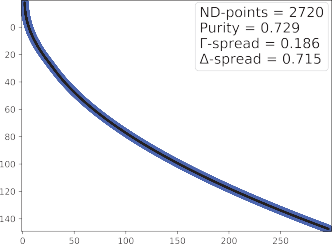 ND-points = 2720
Purity = 0.729
Γ-spread = 0.186
Δ-spread = 0.715
0
20
40
60
80
100
120
140
0 50 100 150 200 250